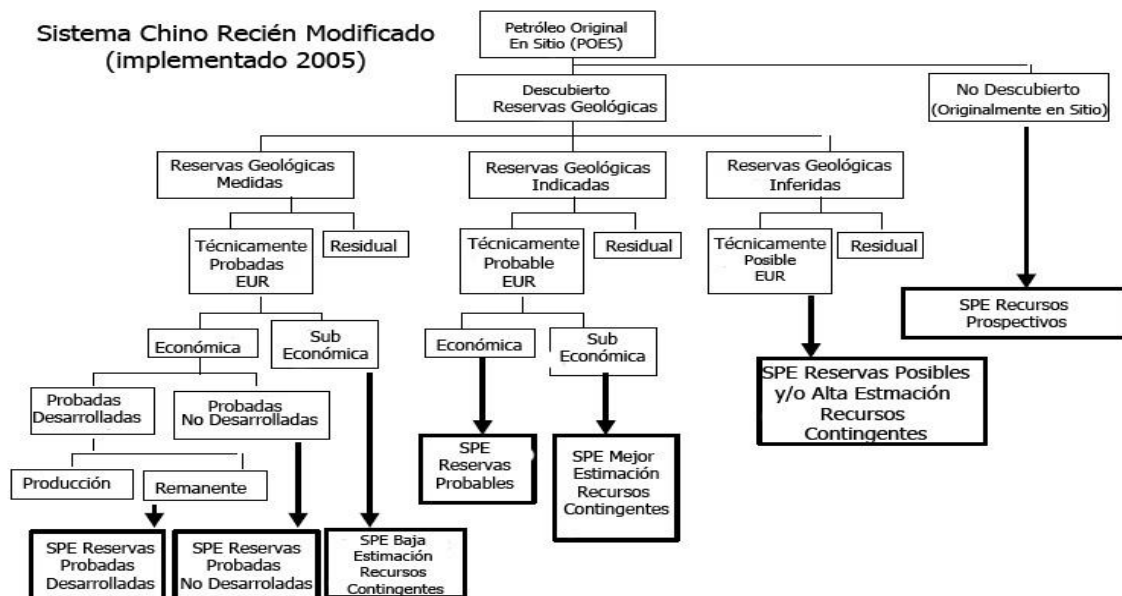 Sistema Chino Recién Modificado
(implementado 2005)
Petróleo Original
En Sitio (POES)
Descubierto
Reservas Geológicas
No Descubierto
(Originalmente en Sitio)
Reservas Geológicas
Medidas
Reservas Geológicas
Indicadas
Reservas Geológicas
Inferidas
Técnicamente
Probadas
EUR
Residual
Técnicamente
Probable
EUR
Residual
Técnicamente
Posible
EUR
Residual
SPE Recursos
Prospectivos
Económica
Sub
Económica
Económica
Sub
Económica
SPE Reservas Posibles
y/o Alta Estmación
Recursos
Contingentes
Probadas
Desarrolladas
Probadas
No Desarrolladas
SPE
Reservas
Probables
SPE Mejor
Estimación
Recursos
Contingentes
Producción
Remanente
SPE Reservas
Probadas
Desarrolladas
SPE Reservas
Probadas
No Desarroladas
SPE Baja
Estimación
Recursos
Contingentes